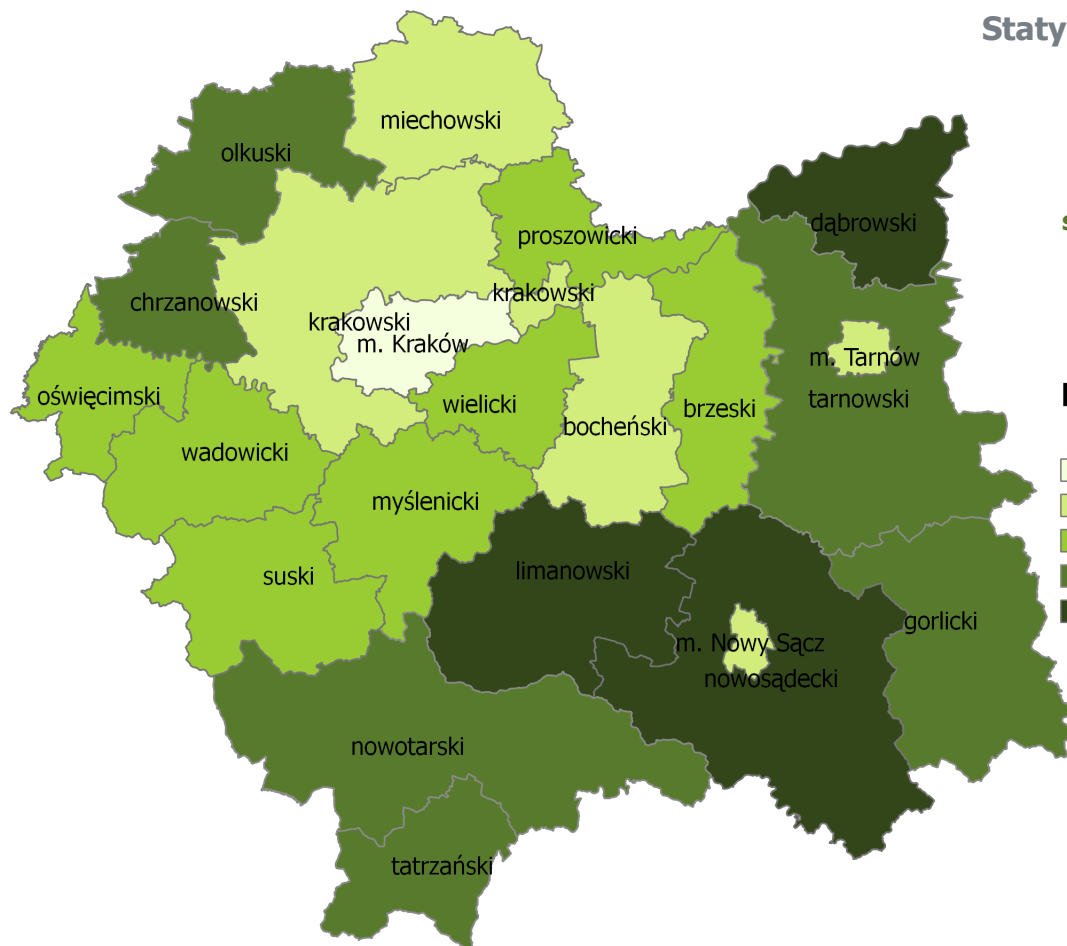 Staty
miechowski
olkuski
dąbrowski
proszowicki
krakowski
chrzanowski
krakowski
m. Kraków
m. Tarnów
oświęcimski
wielicki
brzeski
tarnowski
bocheński
wadowicki
myślenicki
limanowski
suski
gorlicki
m. Nowy Sącz
nowosądecki
nowotarski
tatrzański